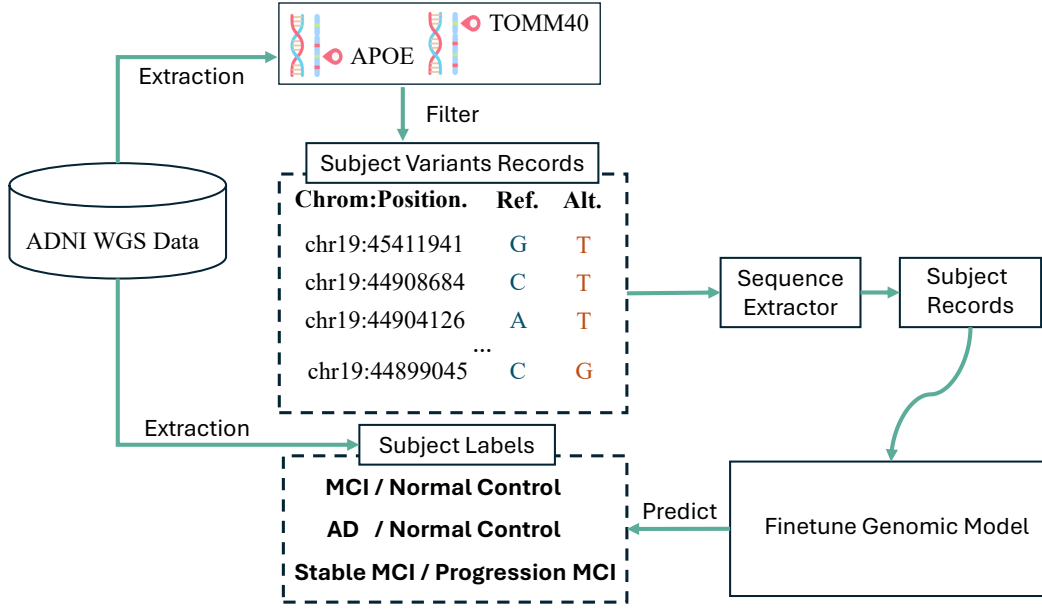 TOMM40
APOE
Extraction
Filter
Subject Variants Records
Chrom:Position. Ref. Alt.
chr19:45411941 G T
chr19:44908684 C T
chr19:44904126 A T
...
chr19:44899045 C G
ADNI WGS Data
Sequence
Extractor
Subject
Records
Extraction
Subject Labels
MCI / Normal Control
AD / Normal Control
Stable MCI / Progression MCI
Predict
Finetune Genomic Model